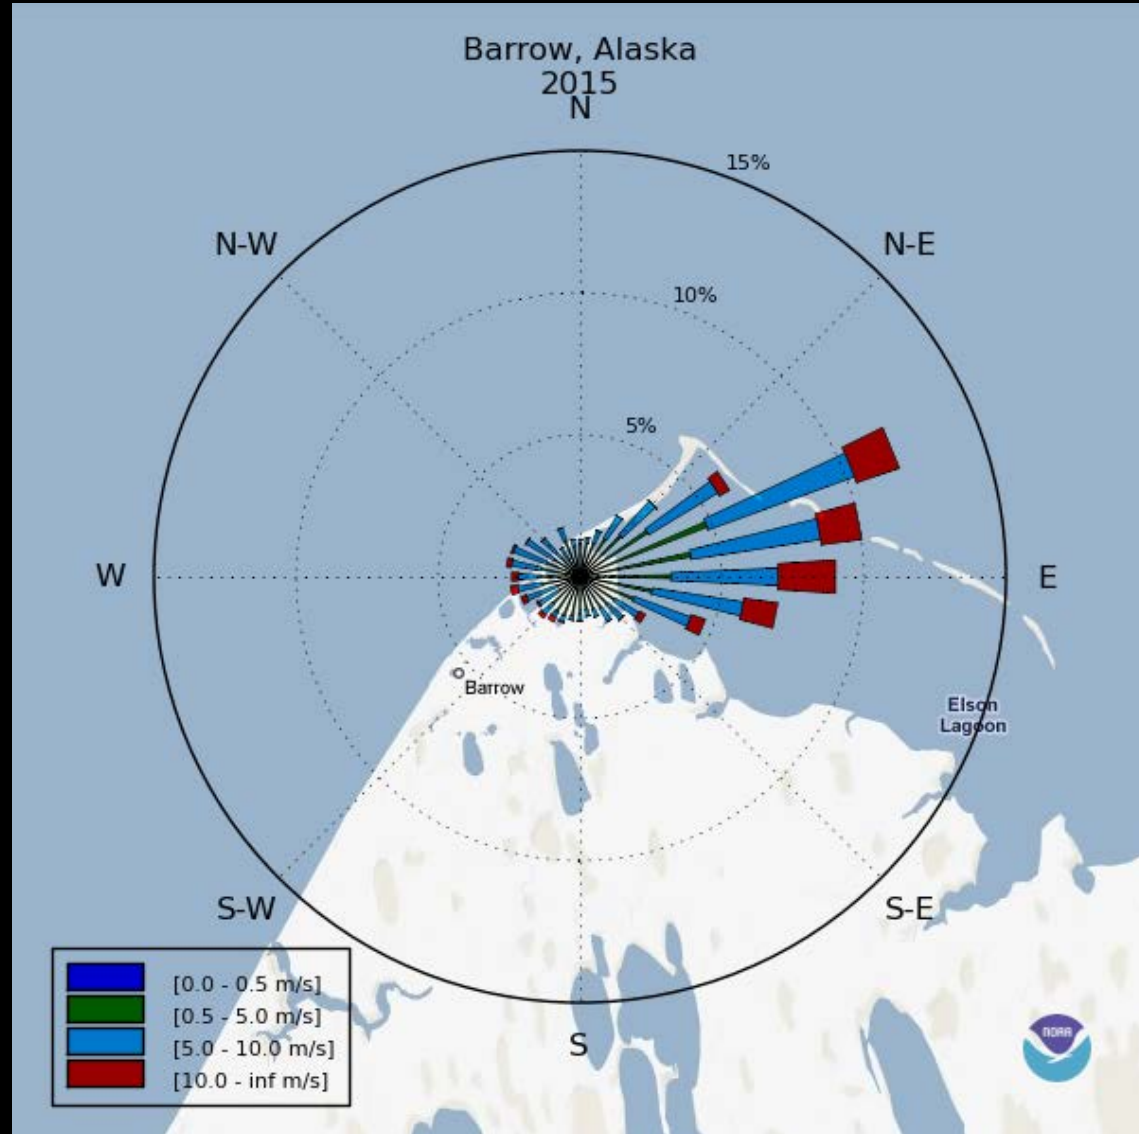 Barrow, Alaska
2015
N
15%
N-W
N-E
10%
5%
W
E
Barrow
Elson
Lagoon
S-W
S-E
S
[0.0 - 0.5 m/s]
[0.5 - 5.0 m/s]
[5.0 - 10.0 m/s]
[10.0 - inf m/s]
NOAA